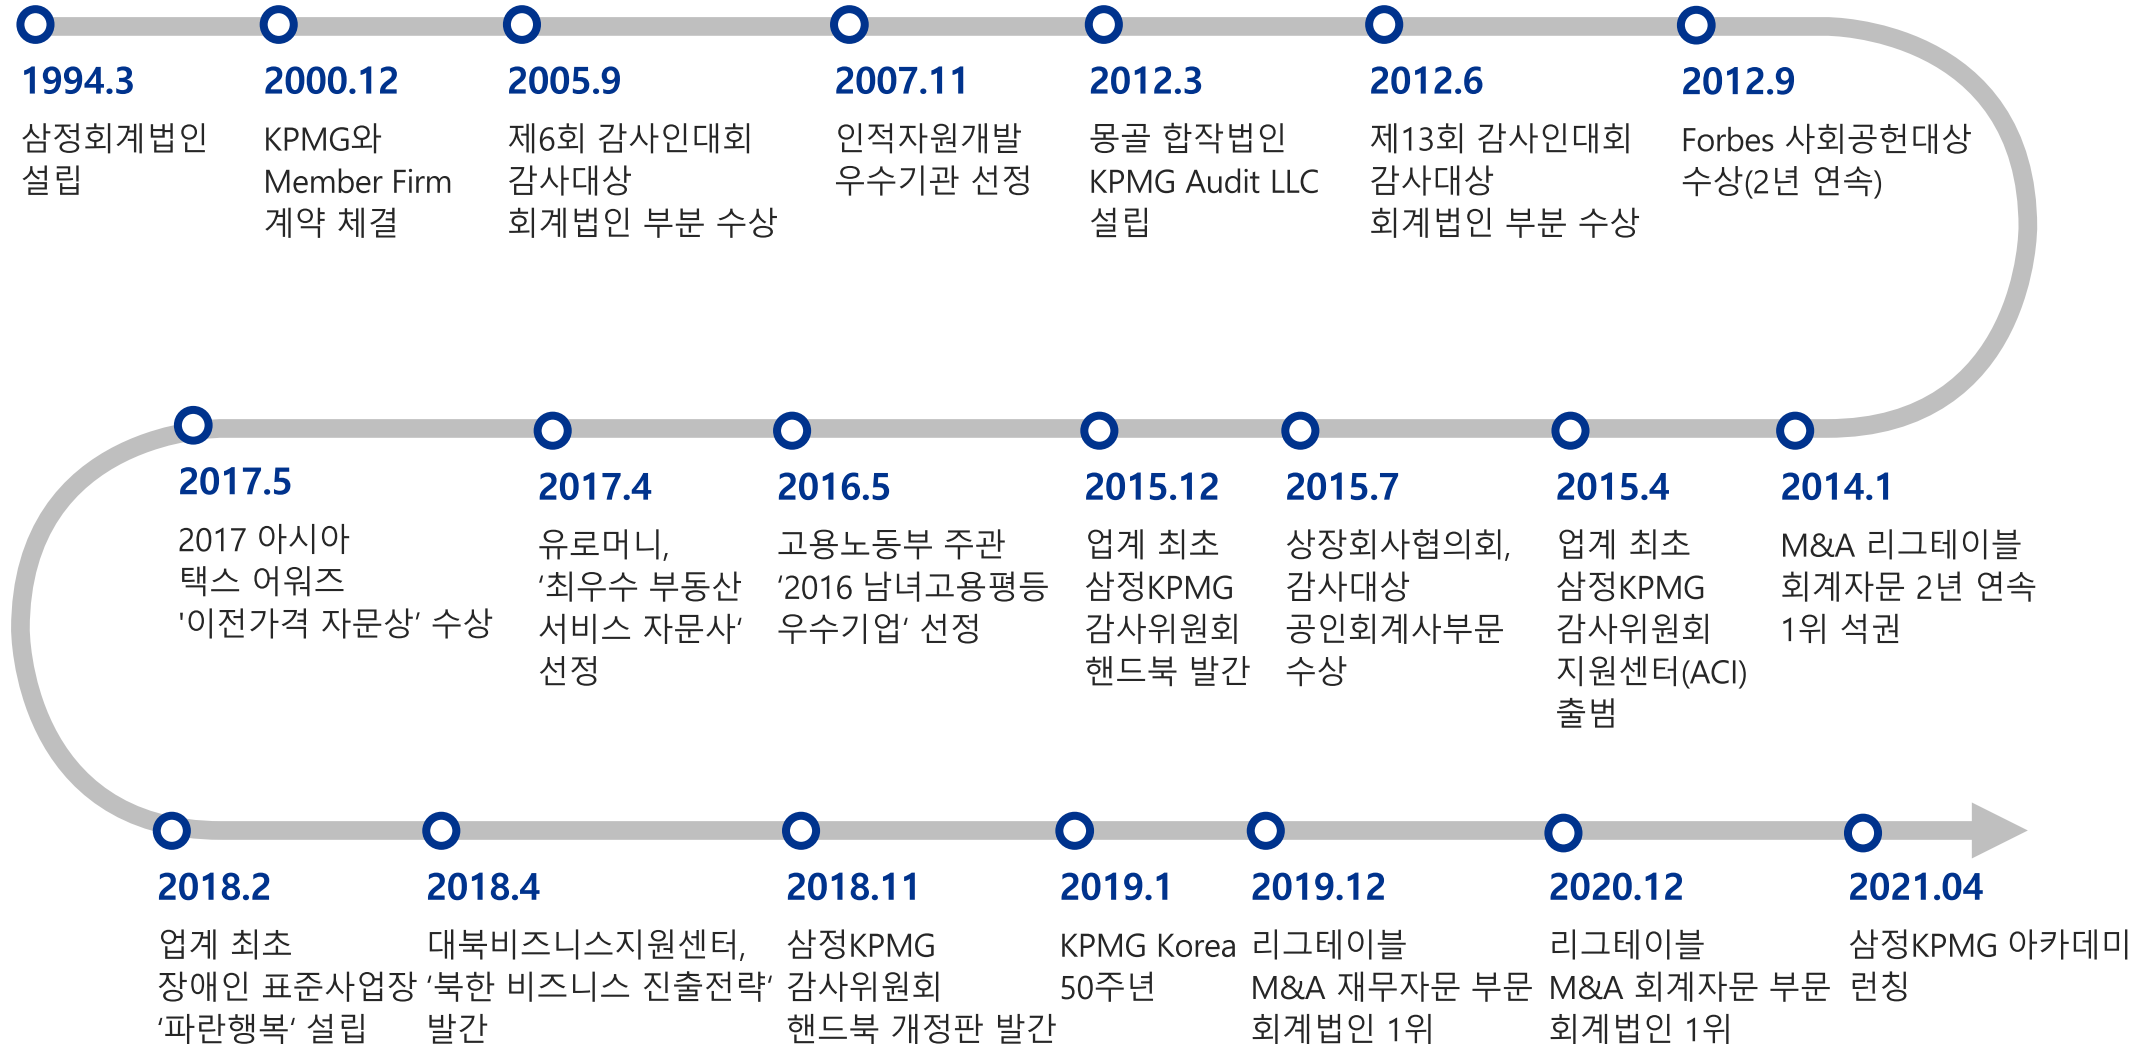 1994.3
삼정회계법인
설립
2000.12
KPMG와
Member Firm
계약 체결
2005.9
제6회 감사인대회
감사대상
회계법인 부분 수상
2007.11
인적자원개발
우수기관 선정
2012.3
몽골 합작법인
KPMG Audit LLC
설립
2012.6
제13회 감사인대회
감사대상
회계법인 부분 수상
2012.9
Forbes 사회공헌대상
수상(2년 연속)
2014.1
M&A 리그테이블
회계자문 2년 연속
1위 석권
2015.4
업계 최초
삼정KPMG
감사위원회
지원센터(ACI)
출범
2015.7
상장회사협의회,
감사대상
공인회계사부문
수상
2015.12
업계 최초
삼정KPMG
감사위원회
핸드북 발간
2016.5
고용노동부 주관
‘2016 남녀고용평등
우수기업‘ 선정
2017.4
유로머니,
‘최우수 부동산
서비스 자문사‘
선정
2017.5
2017 아시아
택스 어워즈
'이전가격 자문상’ 수상
2018.2
업계 최초
장애인 표준사업장
‘파란행복‘ 설립
2018.4
대북비즈니스지원센터,
‘북한 비즈니스 진출전략‘
발간
2018.11
삼정KPMG
감사위원회
핸드북 개정판 발간
2019.1
KPMG Korea
50주년
2019.12
리그테이블
M&A 재무자문 부문
회계법인 1위
2020.12
리그테이블
M&A 회계자문 부문
회계법인 1위
2021.04
삼정KPMG 아카데미
런칭